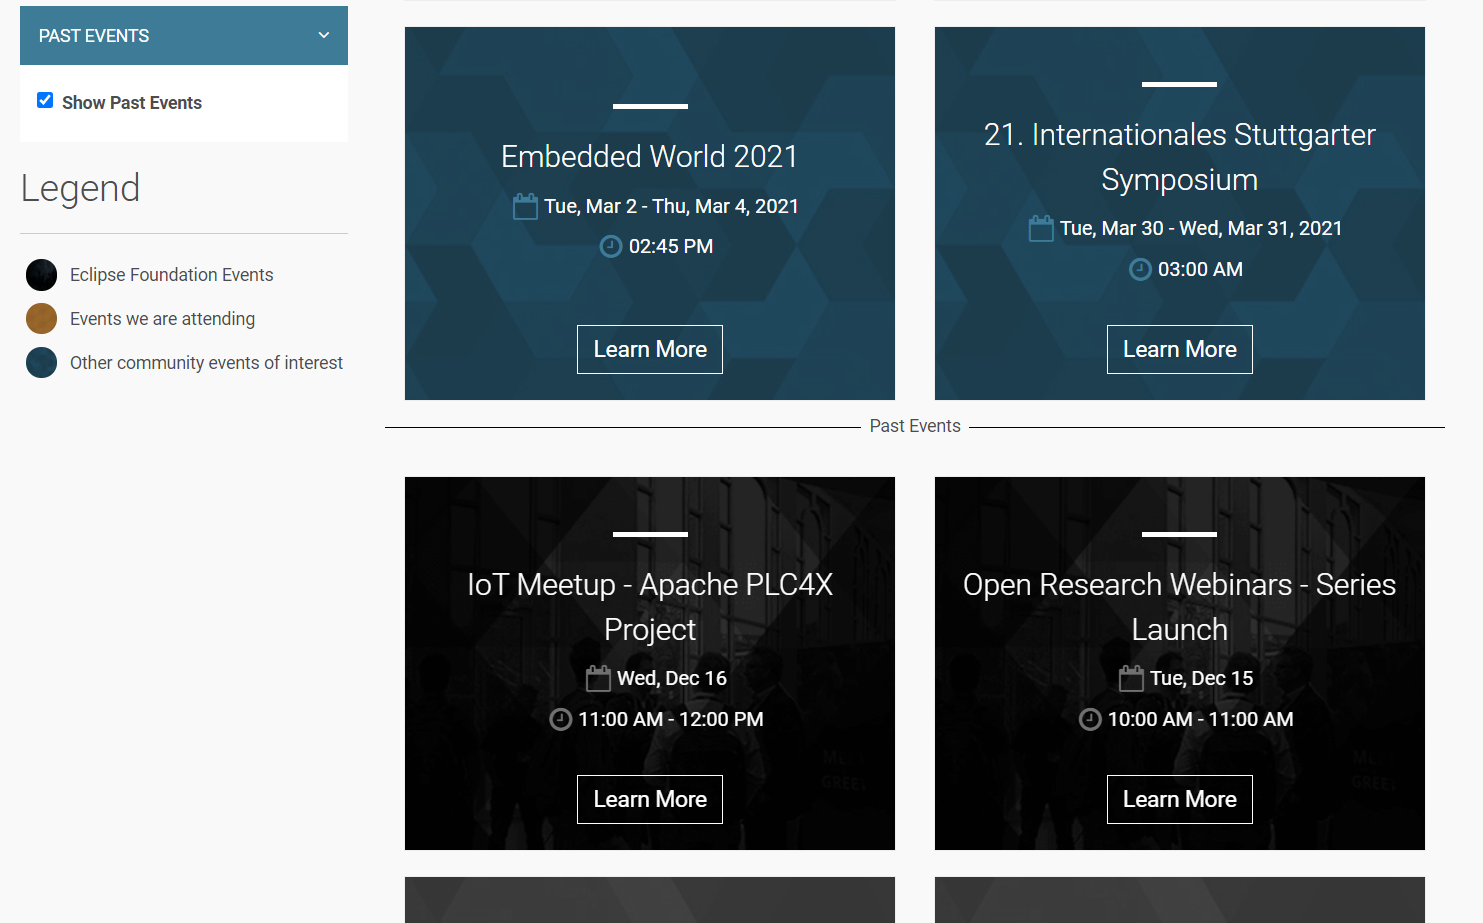 PAST EVENTS
Show Past Events
Legend
Eclipse Foundation Events
Events we are attending
Other community events of interest
Embedded World 2021
Tue, Mar 2 - Thu, Mar 4, 2021
02:45 PM
Learn More
21. Internationales Stuttgarter
Symposium
Tue, Mar 30 - Wed, Mar 31, 2021
03:00 AM
Learn More
Past Events
IoT Meetup - Apache PLC4X
Project
Wed, Dec 16
11:00 AM - 12:00 PM
Learn More
Open Research Webinars - Series
Launch
Tue, Dec 15
10:00 AM - 11:00 AM
Learn More